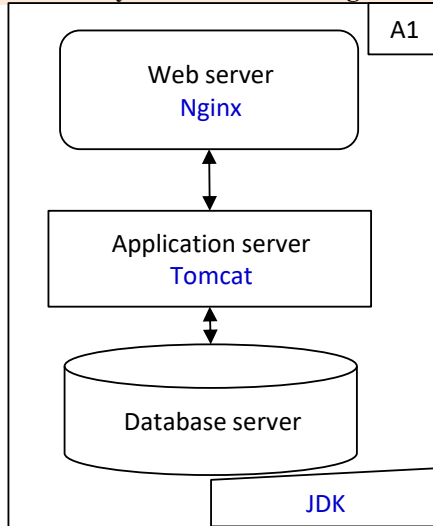 A1
Web server
Nginx
Application server
Tomcat
Database server
JDK